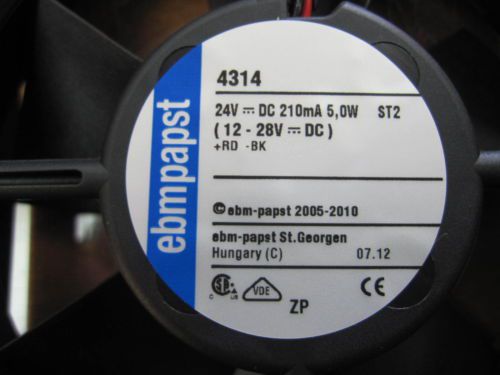 ebmpapst
4314
24V ⎓ DC 210mA 5,0W ST2
( 12 - 28V ⎓ DC )
+RD -BK
© ebm-papst 2005-2010
ebm-papst St.Georgen
Hungary (C) 07.12
VDE
CE
ZP